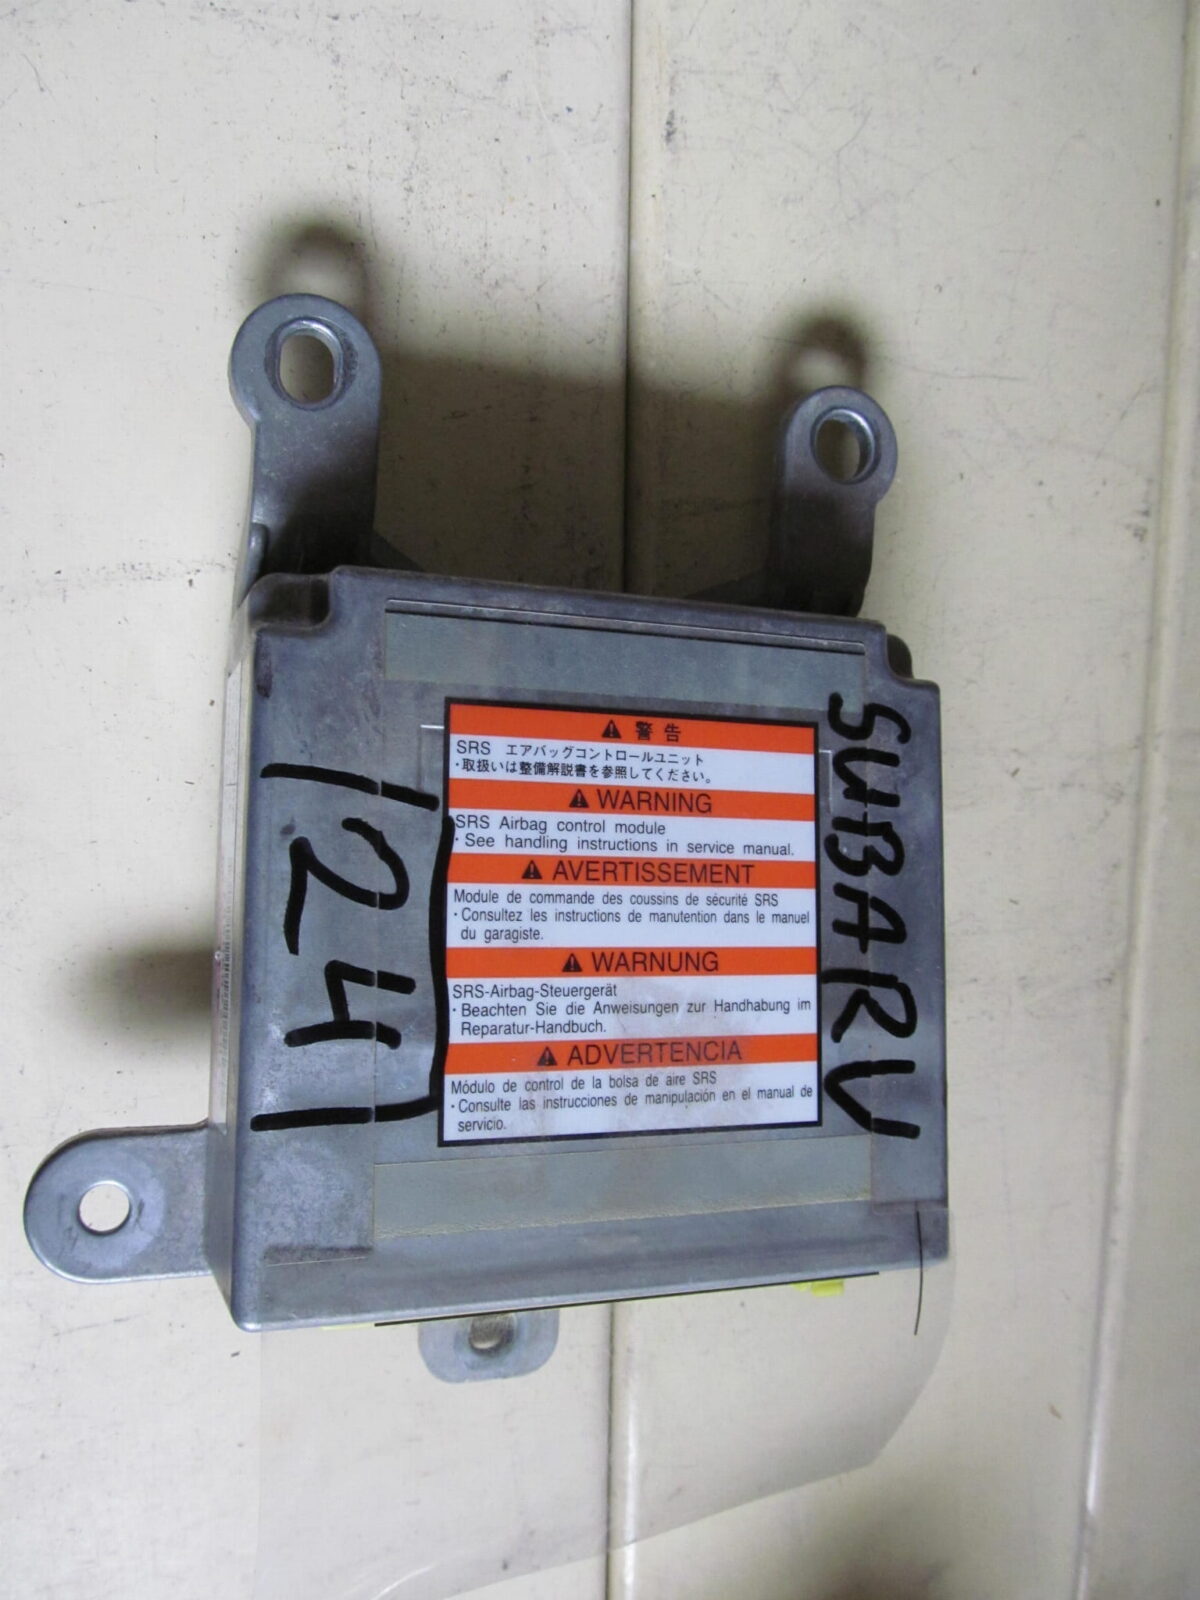 警告
SRS エアバッグコントロールユニット
・取扱いは整備解説書を参照してください。
WARNING
SRS Airbag control module
・See handling instructions in service manual.
AVERTISSEMENT
Module de commande des coussins de sécurité SRS
・Consultez les instructions de manutention dans le manuel
du garagiste.
WARNUNG
SRS-Airbag-Steuergerät
・Beachten Sie die Anweisungen zur Handhabung im
Reparatur-Handbuch.
ADVERTENCIA
Módulo de control de la bolsa de aire SRS
・Consulte las instrucciones de manipulación en el manual de
servicio.
SUBARU
1241